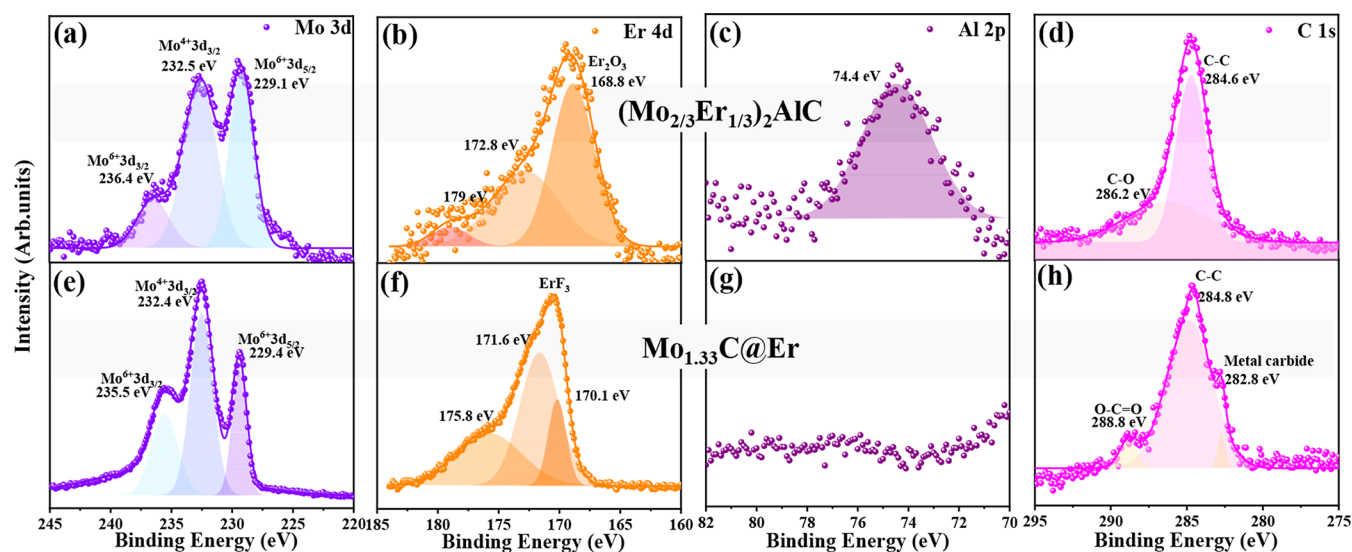 Intensity (Arb.units)
(a)
Mo 3d
Mo⁴⁺3d₃/₂
232.5 eV
Mo⁶⁺3d₅/₂
229.1 eV
Mo⁶⁺3d₃/₂
236.4 eV
(b)
Er 4d
Er₂O₃
168.8 eV
172.8 eV
179 eV
(c)
Al 2p
74.4 eV
(d)
C 1s
C-C
284.6 eV
C-O
286.2 eV
(Mo₂/₃Er₁/₃)₂AlC
(e)
Mo⁴⁺3d₃/₂
232.4 eV
Mo⁶⁺3d₅/₂
229.4 eV
Mo⁶⁺3d₃/₂
235.5 eV
(f)
ErF₃
171.6 eV
170.1 eV
175.8 eV
(g)
(h)
C-C
284.8 eV
Metal carbide
282.8 eV
O-C=O
288.8 eV
Mo₁.₃₃C@Er
245 240 235 230 225 220
185 180 175 170 165 160
82 80 78 76 74 72 70
295 290 285 280 275
Binding Energy (eV)
Binding Energy (eV)
Binding Energy (eV)
Binding Energy (eV)